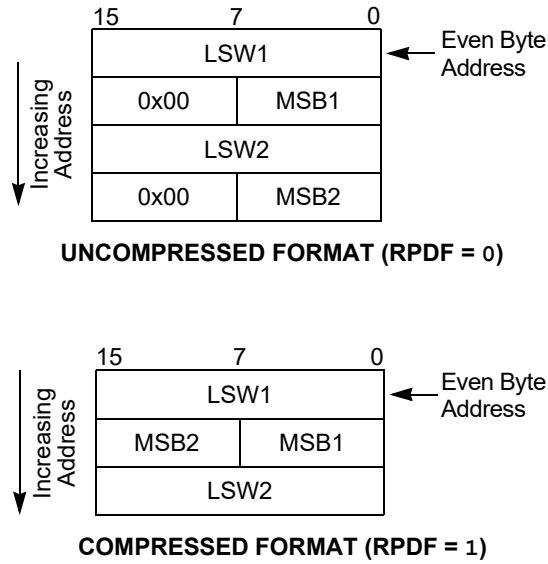 15 7 0
LSW1
Even Byte
Address
0x00 MSB1
Increasing
Address
LSW2
0x00 MSB2
UNCOMPRESSED FORMAT (RPDF = 0)
15 7 0
LSW1
Even Byte
Address
MSB2 MSB1
Increasing
Address
LSW2
COMPRESSED FORMAT (RPDF = 1)